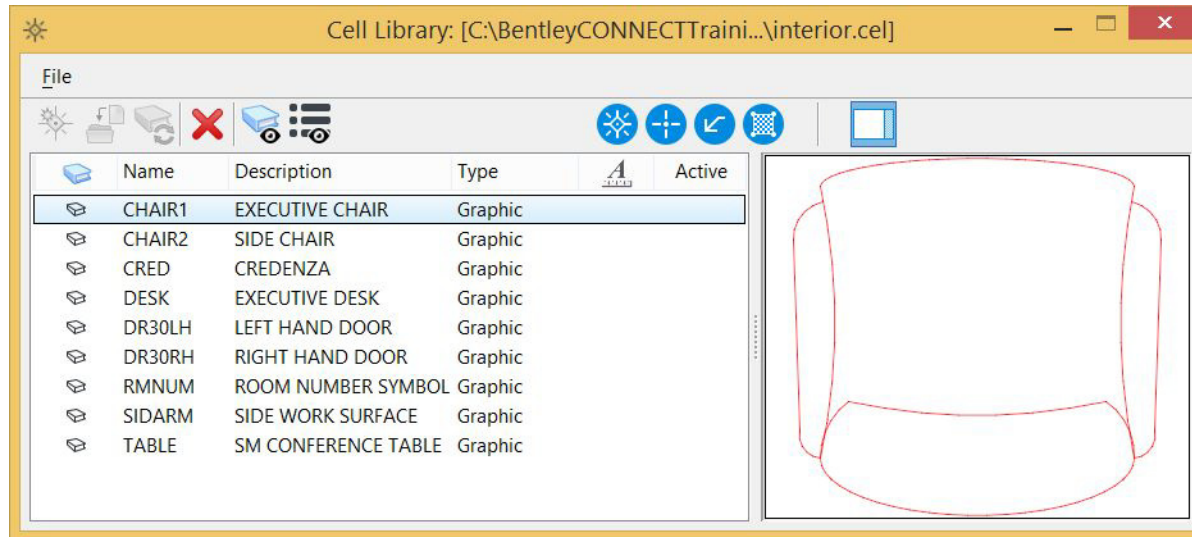 Cell Library: [C:\BentleyCONNECTTraini...\interior.cel]
File
Name Description Type A Active
CHAIR1 EXECUTIVE CHAIR Graphic
CHAIR2 SIDE CHAIR Graphic
CRED CREDENZA Graphic
DESK EXECUTIVE DESK Graphic
DR30LH LEFT HAND DOOR Graphic
DR30RH RIGHT HAND DOOR Graphic
RMNUM ROOM NUMBER SYMBOL Graphic
SIDARM SIDE WORK SURFACE Graphic
TABLE SM CONFERENCE TABLE Graphic